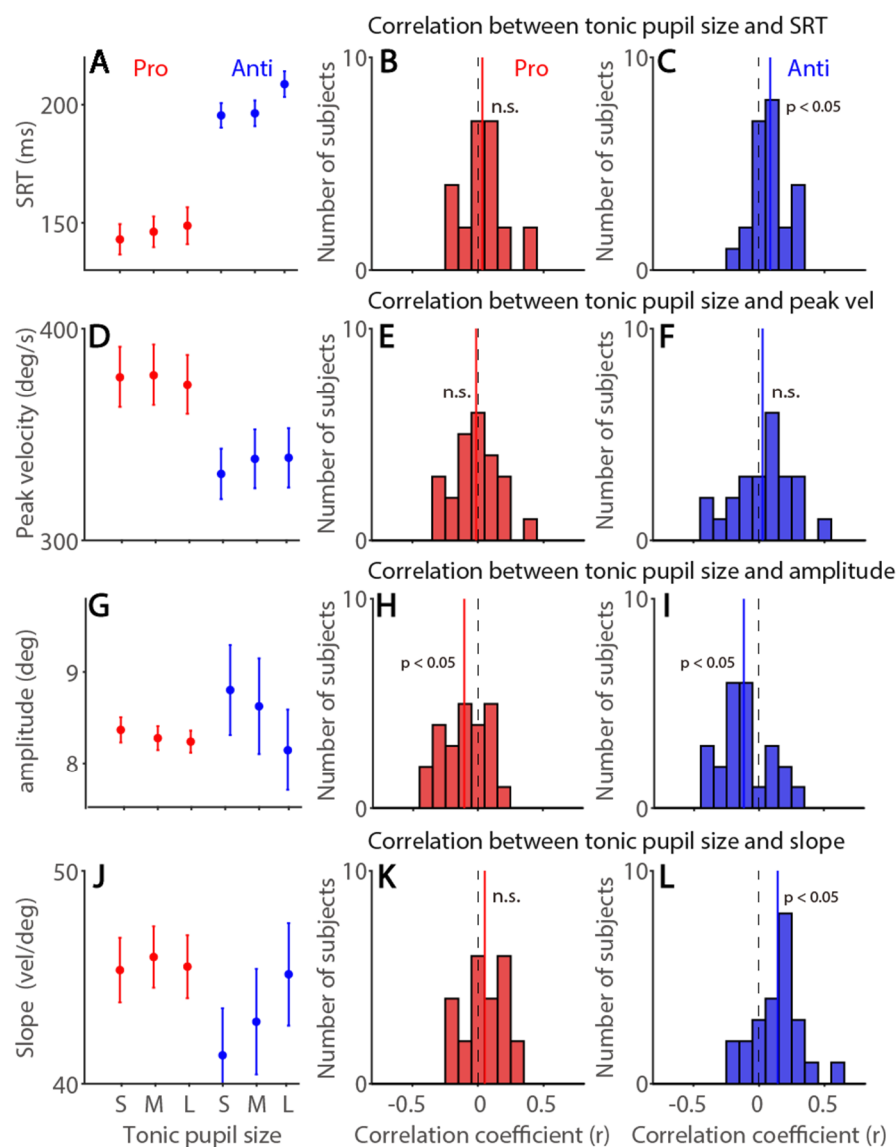 Correlation between tonic pupil size and SRT
A
Pro
Anti
200
150
SRT (ms)
B
Pro
n.s.
10
0
Number of subjects
C
Anti
p < 0.05
10
0
Number of subjects
Correlation between tonic pupil size and peak vel
D
400
300
Peak velocity (deg/s)
E
n.s.
10
0
Number of subjects
F
n.s.
10
0
Number of subjects
Correlation between tonic pupil size and amplitude
G
9
8
amplitude (deg)
H
p < 0.05
10
0
Number of subjects
I
p < 0.05
10
0
Number of subjects
Correlation between tonic pupil size and slope
J
50
40
Slope (vel/deg)
S M L S M L
Tonic pupil size
K
n.s.
10
0
Number of subjects
-0.5 0 0.5
Correlation coefficient (r)
L
p < 0.05
10
0
Number of subjects
-0.5 0 0.5
Correlation coefficient (r)